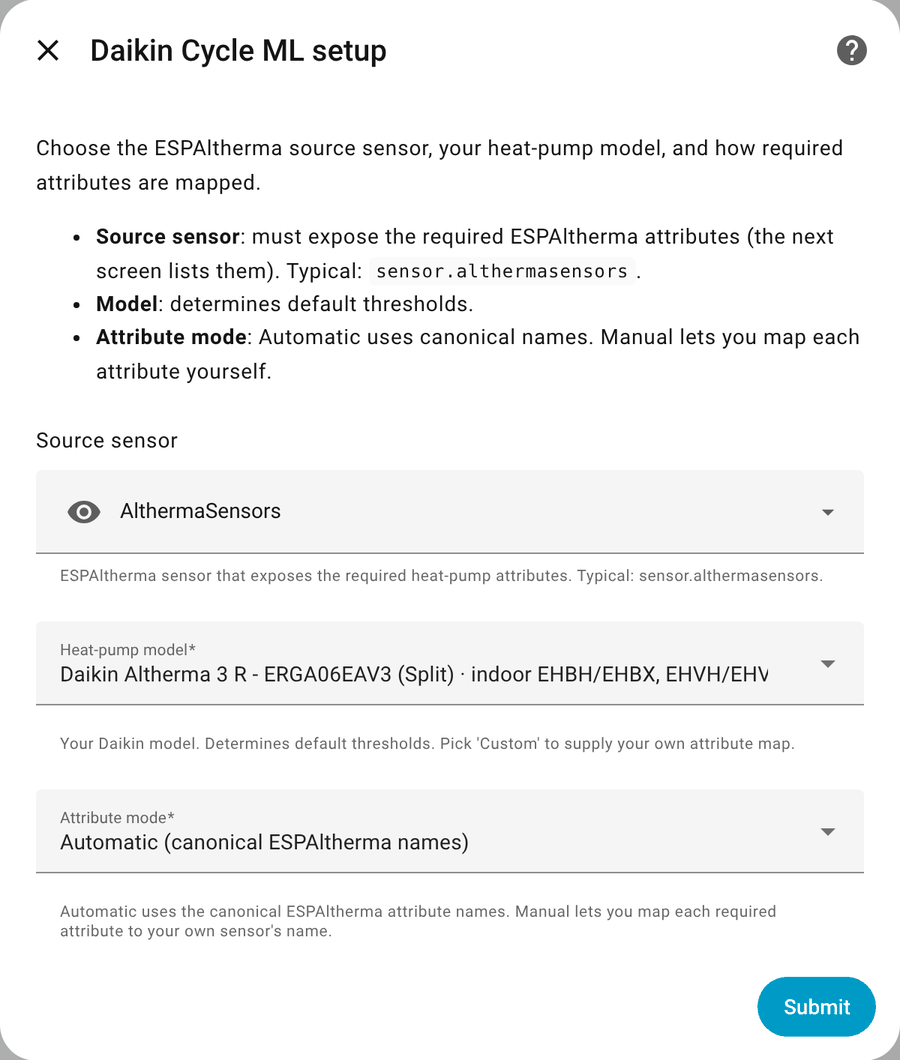 Daikin Cycle ML setup
Choose the ESPAltherma source sensor, your heat-pump model, and how required
attributes are mapped.
• Source sensor: must expose the required ESPAltherma attributes (the next
screen lists them). Typical: sensor.althermasensors .
• Model: determines default thresholds.
• Attribute mode: Automatic uses canonical names. Manual lets you map each
attribute yourself.
Source sensor
AlthermaSensors
ESPAltherma sensor that exposes the required heat-pump attributes. Typical: sensor.althermasensors.
Heat-pump model*
Daikin Altherma 3 R - ERGA06EAV3 (Split) · indoor EHBH/EHBX, EHVH/EHV
Your Daikin model. Determines default thresholds. Pick 'Custom' to supply your own attribute map.
Attribute mode*
Automatic (canonical ESPAltherma names)
Automatic uses the canonical ESPAltherma attribute names. Manual lets you map each required
attribute to your own sensor's name.
Submit